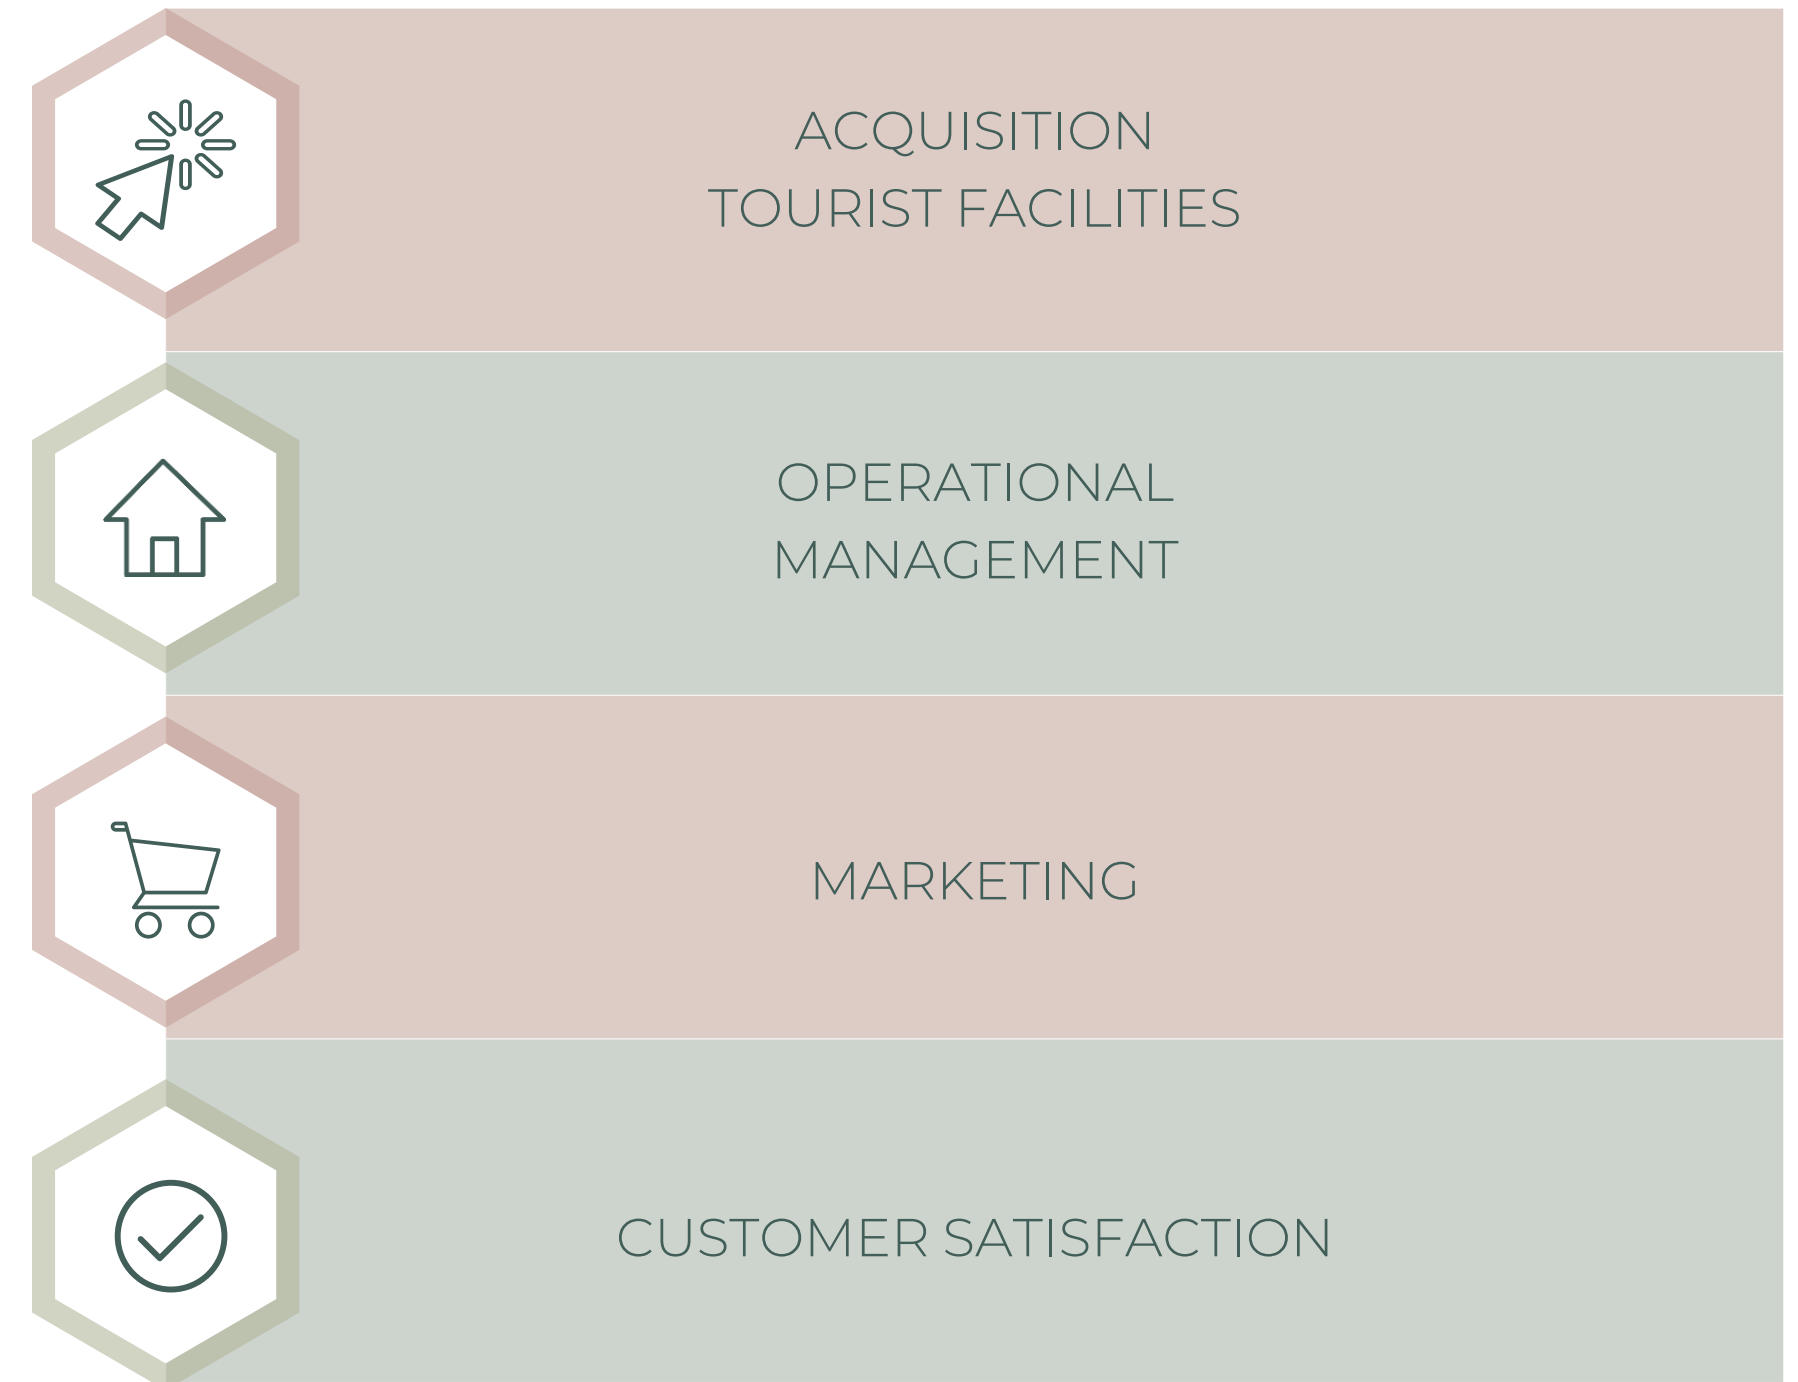 ACQUISITION
TOURIST FACILITIES
OPERATIONAL
MANAGEMENT
MARKETING
CUSTOMER SATISFACTION